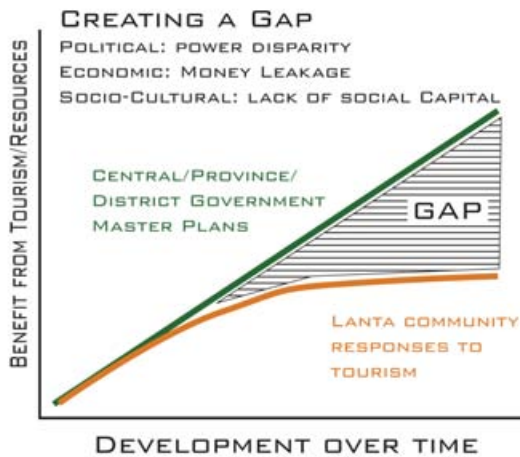 CREATING A GAP
POLITICAL: POWER DISPARITY
ECONOMIC: MONEY LEAKAGE
SOCIO-CULTURAL: LACK OF SOCIAL CAPITAL
BENEFIT FROM TOURISM/RESOURCES
CENTRAL/PROVINCE/
DISTRICT GOVERNMENT
MASTER PLANS
GAP
LANTA COMMUNITY
RESPONSES TO
TOURISM
DEVELOPMENT OVER TIME